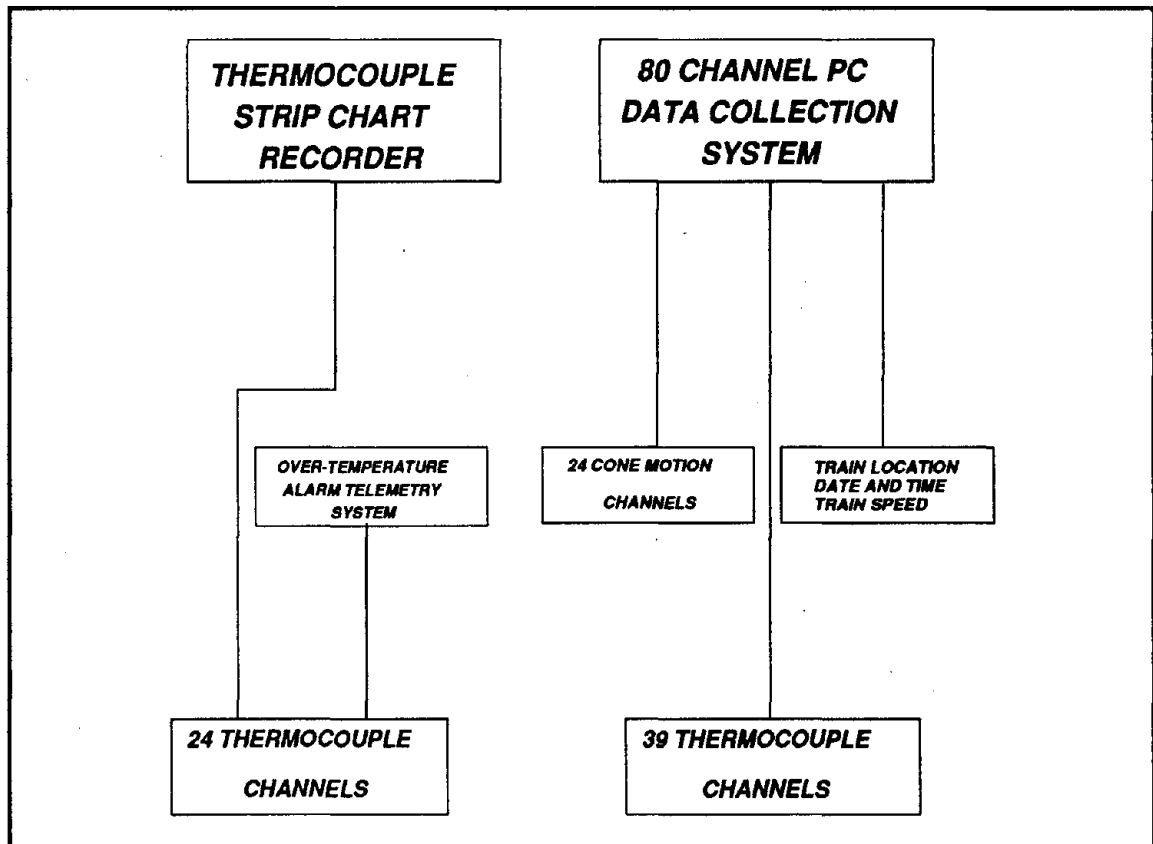 THERMOCOUPLE
STRIP CHART
RECORDER
80 CHANNEL PC
DATA COLLECTION
SYSTEM
OVER-TEMPERATURE
ALARM TELEMETRY
SYSTEM
24 CONE MOTION
CHANNELS
TRAIN LOCATION
DATE AND TIME
TRAIN SPEED
24 THERMOCOUPLE
CHANNELS
39 THERMOCOUPLE
CHANNELS